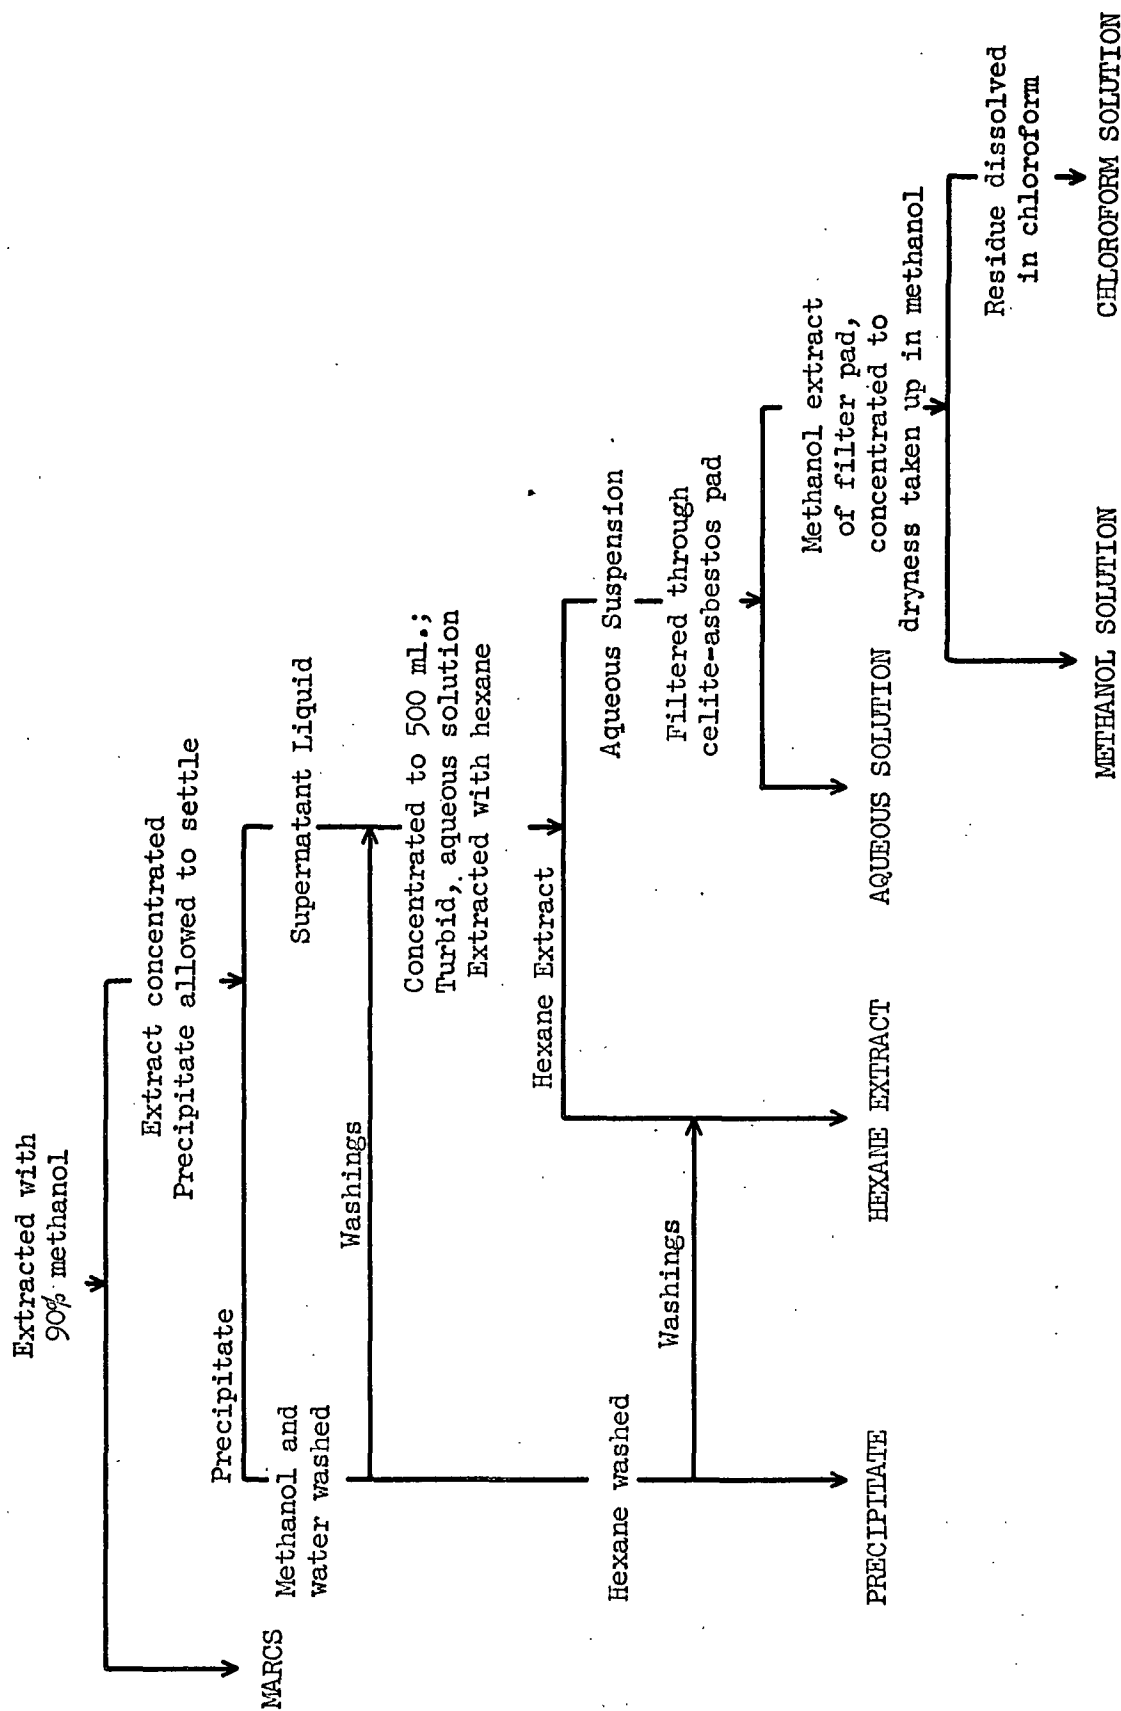 Extracted with
90% methanol
Extract concentrated
Precipitate allowed to settle
Precipitate
MARCS
Methanol and
water washed
Supernatant Liquid
Washings
Concentrated to 500 ml.;
Turbid, aqueous solution
Extracted with hexane
Hexane Extract
Hexane washed
Aqueous Suspension
Washings
Filtered through
celite-asbestos pad
Methanol extract
of filter pad,
concentrated to
dryness taken up in methanol
PRECIPITATE
HEXANE EXTRACT
AQUEOUS SOLUTION
Residue dissolved
in chloroform
METHANOL SOLUTION
CHLOROFORM SOLUTION